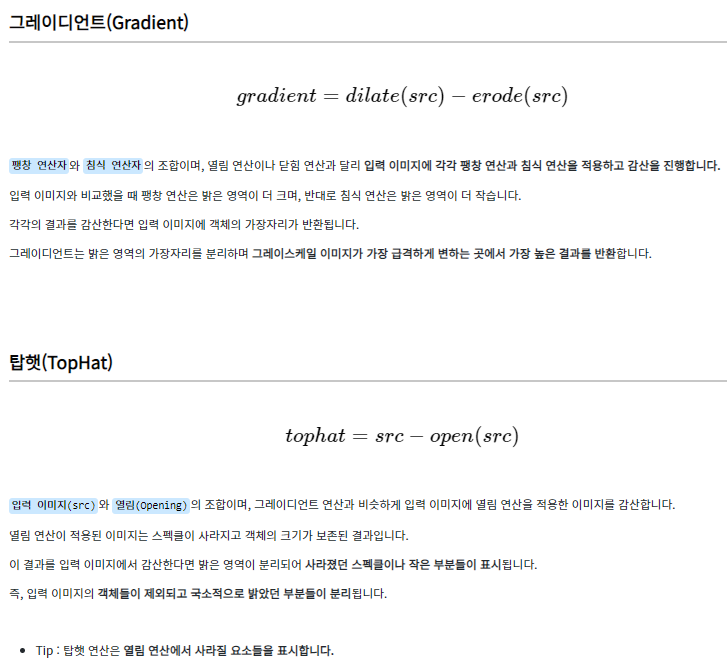 그레이디언트(Gradient)
gradient = dilate(src) − erode(src)
팽창 연산자와 침식 연산자의 조합이며, 열림 연산이나 닫힘 연산과 달리 입력 이미지에 각각 팽창 연산과 침식 연산을 적용하고 감산을 진행합니다.
입력 이미지와 비교했을 때 팽창 연산은 밝은 영역이 더 크며, 반대로 침식 연산은 밝은 영역이 더 작습니다.
각각의 결과를 감산한다면 입력 이미지에 객체의 가장자리가 반환됩니다.
그레이디언트는 밝은 영역의 가장자리를 분리하며 그레이스케일 이미지가 가장 급격하게 변하는 곳에서 가장 높은 결과를 반환합니다.
탑햇(TopHat)
tophat = src − open(src)
입력 이미지(src)와 열림(Opening)의 조합이며, 그레이디언트 연산과 비슷하게 입력 이미지에 열림 연산을 적용한 이미지를 감산합니다.
열림 연산이 적용된 이미지는 스펙클이 사라지고 객체의 크기가 보존된 결과입니다.
이 결과를 입력 이미지에서 감산한다면 밝은 영역이 분리되어 사라졌던 스펙클이나 작은 부분들이 표시됩니다.
즉, 입력 이미지의 객체들이 제외되고 국소적으로 밝았던 부분들이 분리됩니다.
• Tip : 탑햇 연산은 열림 연산에서 사라질 요소들을 표시합니다.